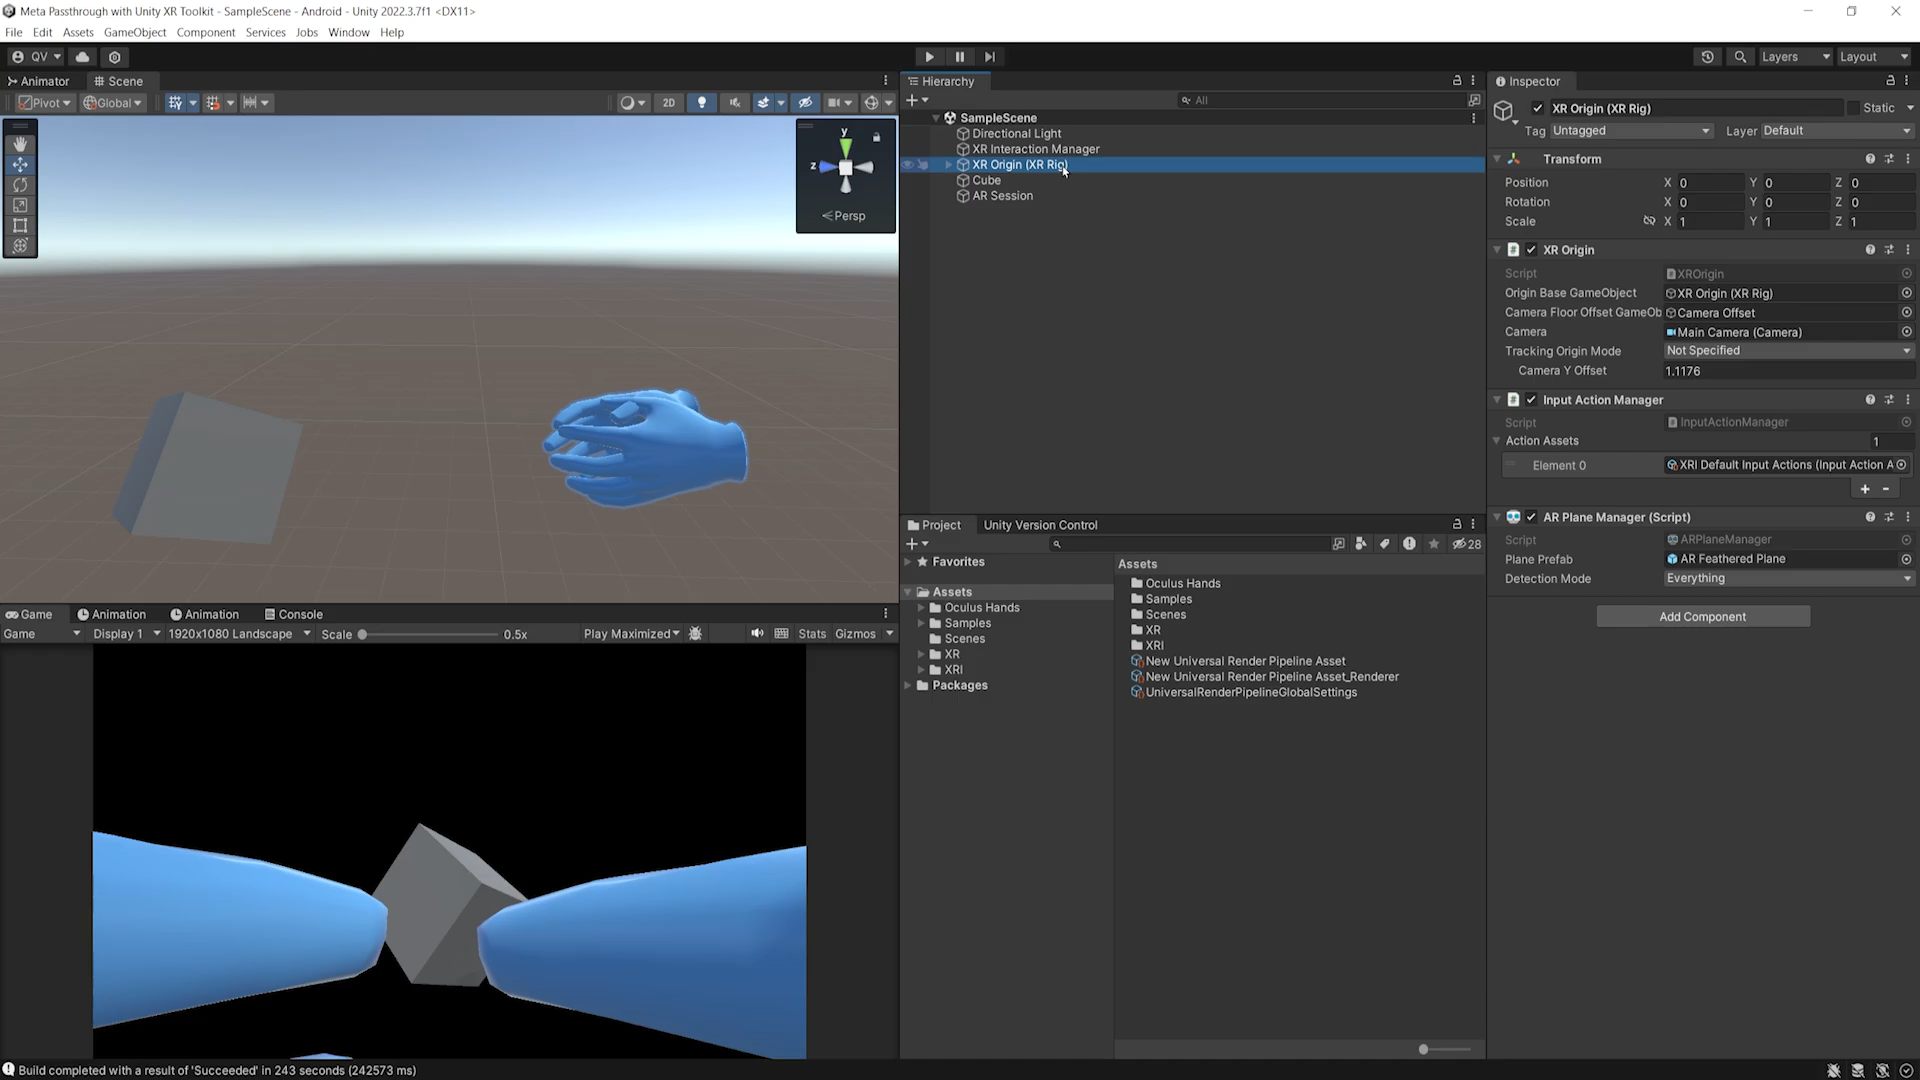 Meta Passthrough with Unity XR Toolkit - SampleScene - Android - Unity 2022.3.7f1 <DX11>
File Edit Assets GameObject Component Services Jobs Window Help
QV Layers Layout
Animator Scene
Pivot Global 2D
y
z
Persp
Hierarchy
All
SampleScene
Directional Light
XR Interaction Manager
XR Origin (XR Rig)
Cube
AR Session
Inspector
XR Origin (XR Rig) Static
Tag Untagged Layer Default
Transform
Position X 0 Y 0 Z 0
Rotation X 0 Y 0 Z 0
Scale X 1 Y 1 Z 1
XR Origin
Script XROrigin
Origin Base GameObject XR Origin (XR Rig)
Camera Floor Offset GameOb Camera Offset
Camera Main Camera (Camera)
Tracking Origin Mode Not Specified
Camera Y Offset 1.1176
Input Action Manager
Script InputActionManager
Action Assets 1
Element 0 XRI Default Input Actions (Input Action A
+ -
AR Plane Manager (Script)
Script ARPlaneManager
Plane Prefab AR Feathered Plane
Detection Mode Everything
Add Component
Project Unity Version Control
28
Favorites
Assets
Oculus Hands
Samples
Scenes
XR
XRI
Packages
Assets
Oculus Hands
Samples
Scenes
XR
XRI
New Universal Render Pipeline Asset
New Universal Render Pipeline Asset_Renderer
UniversalRenderPipelineGlobalSettings
Game Animation Animation Console
Game Display 1 1920x1080 Landscape Scale 0.5x Play Maximized Stats Gizmos
Build completed with a result of 'Succeeded' in 243 seconds (242573 ms)